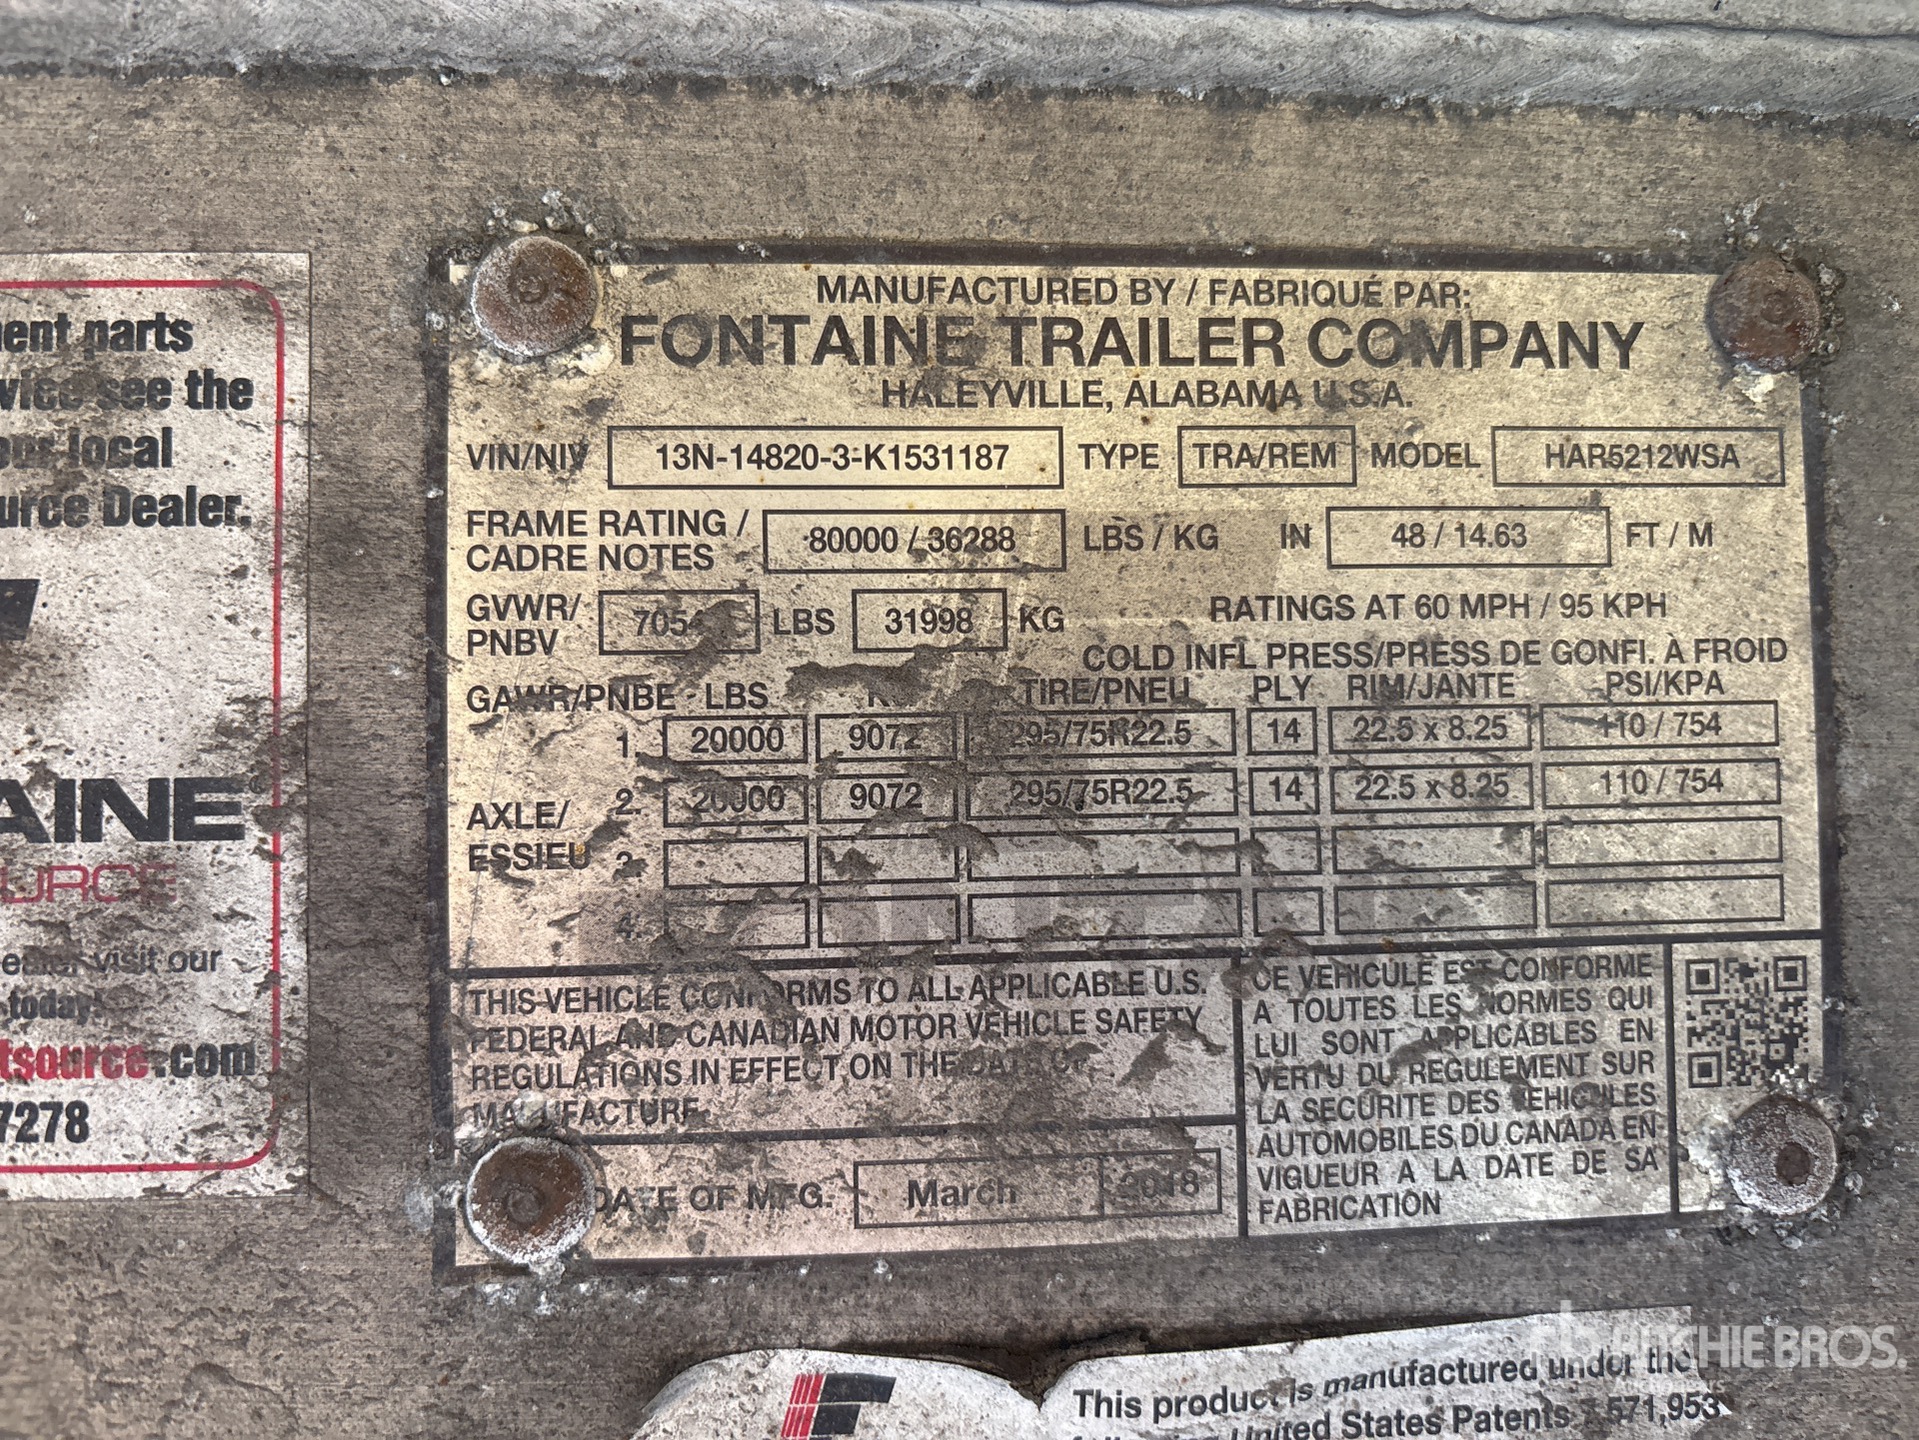 MANUFACTURED BY / FABRIQUÉ PAR:
FONTAINE TRAILER COMPANY
HALEYVILLE, ALABAMA U.S.A.
VIN/NIV 13N-14820-3-K1531187 TYPE TRA/REM MODEL HAR5212WSA
FRAME RATING / CADRE NOTES 80000 / 36288 LBS / KG IN 48 / 14.63 FT / M
GVWR/ PNBV LBS 31998 KG RATINGS AT 60 MPH / 95 KPH
COLD INFL PRESS/PRESS DE GONFI. À FROID
GAWR/PNBE - LBS TIRE/PNEU PLY RIM/JANTE PSI/KPA
1. 20000 9072 295/75R22.5 14 22.5 x 8.25 110 / 754
AXLE/ ESSIEU
2. 20000 9072 295/75R22.5 14 22.5 x 8.25 110 / 754
3.
4.
THIS VEHICLE CONFORMS TO ALL APPLICABLE U.S.
FEDERAL AND CANADIAN MOTOR VEHICLE SAFETY
REGULATIONS IN EFFECT ON THE DATE OF
MANUFACTURE.
DATE OF MFG. March 2018
CE VEHICULE EST CONFORME
A TOUTES LES NORMES QUI
LUI SONT APPLICABLES EN
VERTU DU REGULEMENT SUR
LA SECURITE DES VEHICULES
AUTOMOBILES DU CANADA EN
VIGUEUR A LA DATE DE SA
FABRICATION
ment parts
vice see the
our local
urce Dealer.
AINE
OURCE
ealer, visit our
today!
tsource.com
7278
This product is manufactured under the
United States Patents 7,571,953
RITCHIE BROS.